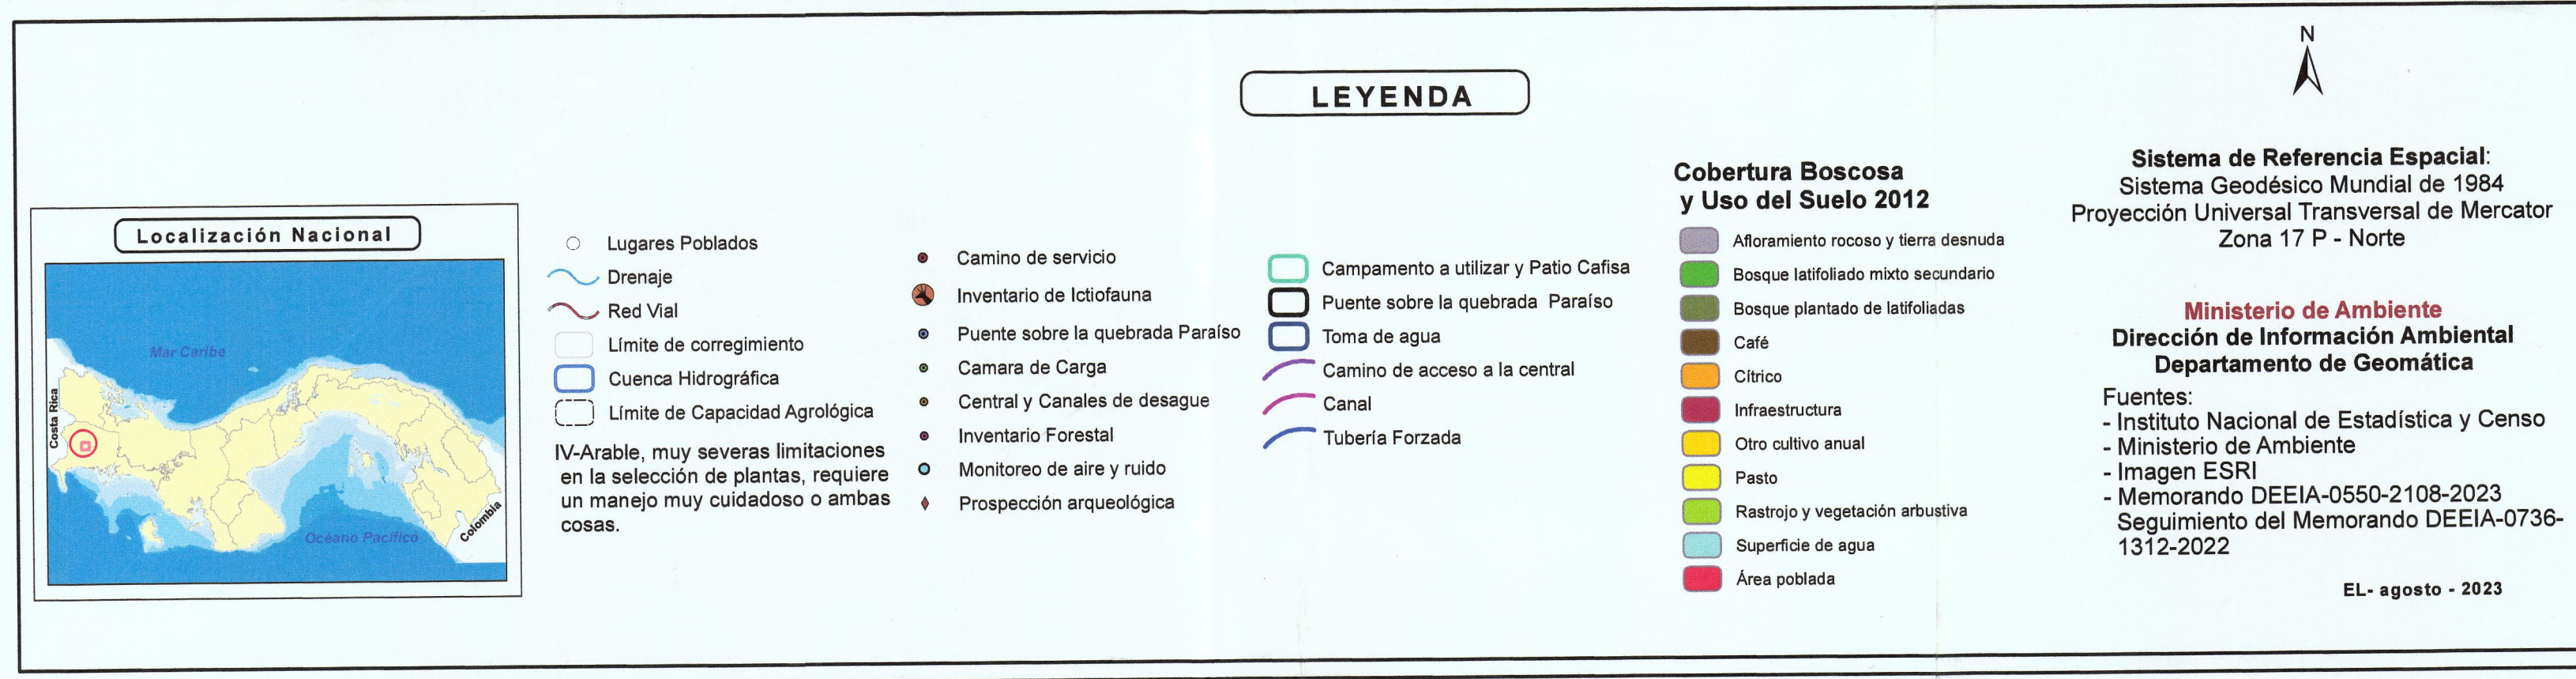 LEYENDA
Localización Nacional
Mar Caribe
Costa Rica
Colombia
Océano Pacífico
Lugares Poblados
Drenaje
Red Vial
Límite de corregimiento
Cuenca Hidrográfica
Límite de Capacidad Agrológica
IV-Arable, muy severas limitaciones
en la selección de plantas, requiere
un manejo muy cuidadoso o ambas
cosas.
Camino de servicio
Inventario de Ictiofauna
Puente sobre la quebrada Paraíso
Camara de Carga
Central y Canales de desague
Inventario Forestal
Monitoreo de aire y ruido
Prospección arqueológica
Campamento a utilizar y Patio Cafisa
Puente sobre la quebrada Paraíso
Toma de agua
Camino de acceso a la central
Canal
Tubería Forzada
Cobertura Boscosa
y Uso del Suelo 2012
Afloramiento rocoso y tierra desnuda
Bosque latifoliado mixto secundario
Bosque plantado de latifoliadas
Café
Cítrico
Infraestructura
Otro cultivo anual
Pasto
Rastrojo y vegetación arbustiva
Superficie de agua
Área poblada
N
Sistema de Referencia Espacial:
Sistema Geodésico Mundial de 1984
Proyección Universal Transversal de Mercator
Zona 17 P - Norte
Ministerio de Ambiente
Dirección de Información Ambiental
Departamento de Geomática
Fuentes:
- Instituto Nacional de Estadística y Censo
- Ministerio de Ambiente
- Imagen ESRI
- Memorando DEEIA-0550-2108-2023
Seguimiento del Memorando DEEIA-0736-
1312-2022
EL- agosto - 2023